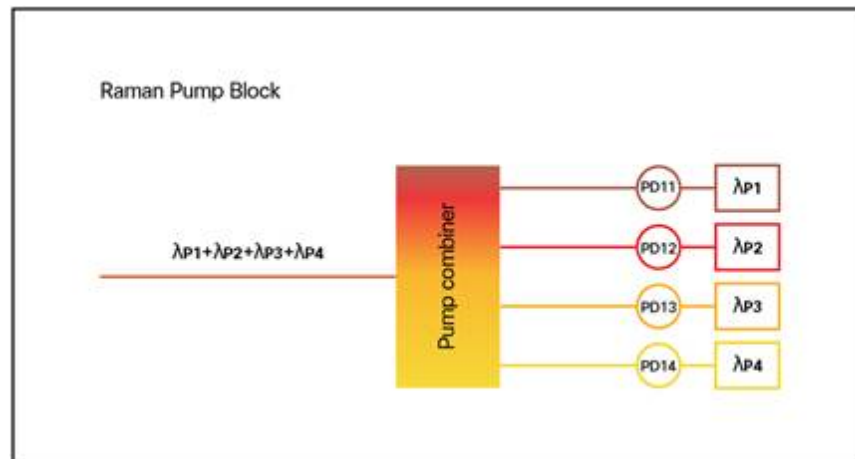 Raman Pump Block
λP1+λP2+λP3+λP4
Pump combiner
PD11
λP1
PD12
λP2
PD13
λP3
PD14
λP4